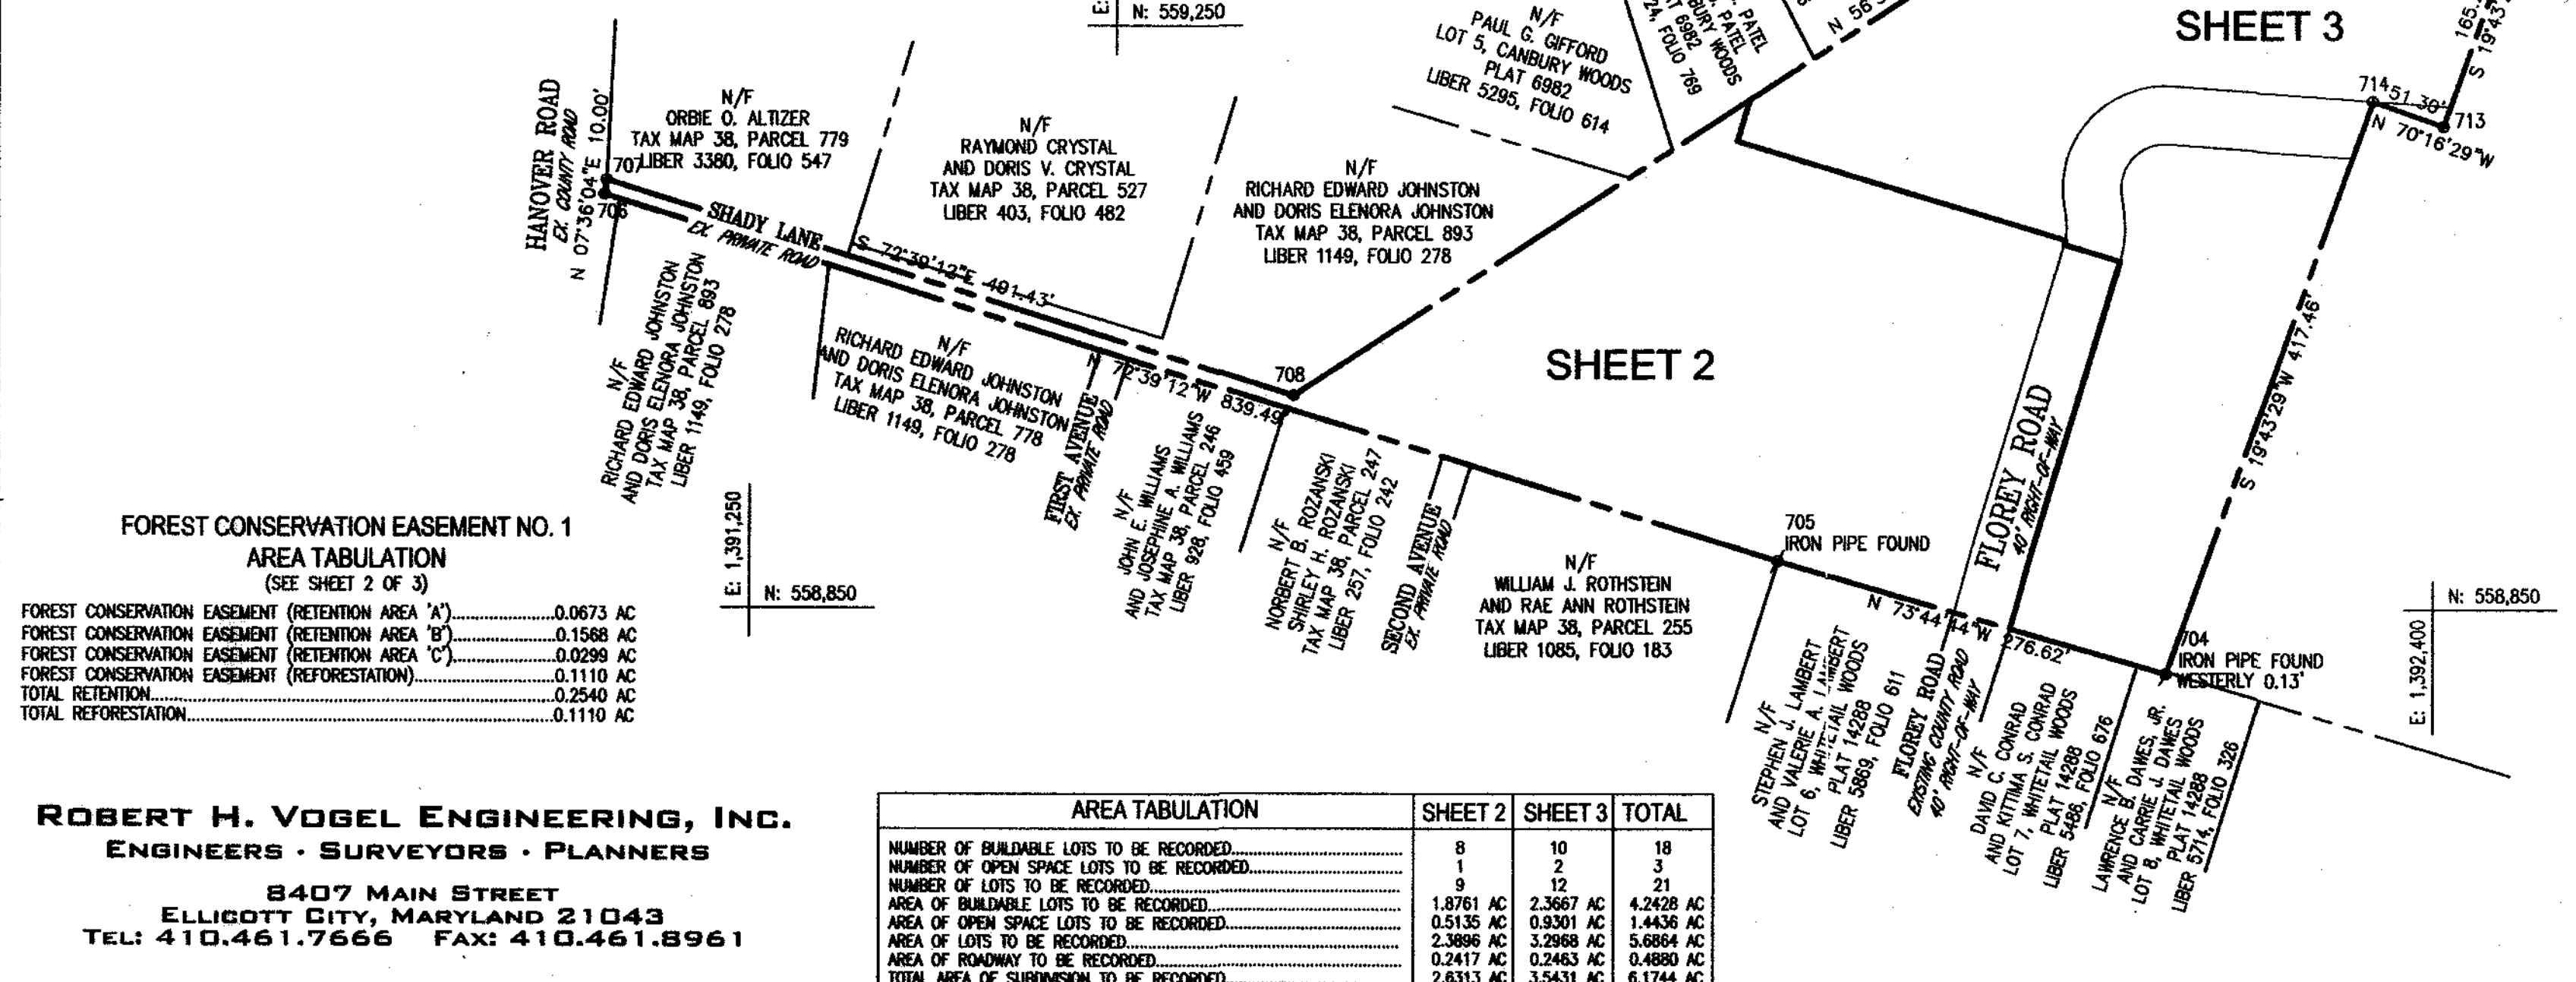 E:
N: 559,250
SHEET 3
N/F
PAUL G. GIFFORD
LOT 5, CANBURY WOODS
PLAT 6982
LIBER 5295, FOLIO 614
PATEL
PATEL
BURY WOODS
6982
24, FOLIO 769
N 56
165.
S 19°43'
714
51.30'
713
N 70°16'29"W
HANOVER ROAD
EX. COUNTY ROAD
N 07°36'04"E 10.00'
707
706
N/F
ORBIE O. ALTIZER
TAX MAP 38, PARCEL 779
LIBER 3380, FOLIO 547
N/F
RAYMOND CRYSTAL
AND DORIS V. CRYSTAL
TAX MAP 38, PARCEL 527
LIBER 403, FOLIO 482
N/F
RICHARD EDWARD JOHNSTON
AND DORIS ELENORA JOHNSTON
TAX MAP 38, PARCEL 893
LIBER 1149, FOLIO 278
SHADY LANE
EX. PRIVATE ROAD
S 72°39'12"E 401.43'
708
SHEET 2
N/F
RICHARD EDWARD JOHNSTON
AND DORIS ELENORA JOHNSTON
TAX MAP 38, PARCEL 893
LIBER 1149, FOLIO 278
N/F
RICHARD EDWARD JOHNSTON
AND DORIS ELENORA JOHNSTON
TAX MAP 38, PARCEL 778
LIBER 1149, FOLIO 278
N 72°39'12"W 839.49'
FIRST AVENUE
EX. PRIVATE ROAD
N/F
JOHN E. WILLIAMS
AND JOSEPHINE A. WILLIAMS
TAX MAP 38, PARCEL 246
LIBER 928, FOLIO 459
N/F
NORBERT B. ROZANSKI
SHIRLEY H. ROZANSKI
TAX MAP 38, PARCEL 247
LIBER 257, FOLIO 242
SECOND AVENUE
EX. PRIVATE ROAD
N/F
WILLIAM J. ROTHSTEIN
AND RAE ANN ROTHSTEIN
TAX MAP 38, PARCEL 255
LIBER 1085, FOLIO 183
705
IRON PIPE FOUND
FLOREY ROAD
40' RIGHT-OF-WAY
S 19°43'29"W 417.46'
N 73°44'44"W 276.62'
704
IRON PIPE FOUND
WESTERLY 0.13'
N: 558,850
E: 1,392,400
N/F
STEPHEN J. LAMBERT
AND VALERIE A. LAMBERT
LOT 6, WHITETAIL WOODS
PLAT 14288
LIBER 5869, FOLIO 611
FLOREY ROAD
EXISTING COUNTY ROAD
40' RIGHT-OF-WAY
N/F
DAVID C. CONRAD
AND KITTIMA S. CONRAD
LOT 7, WHITETAIL WOODS
PLAT 14288
LIBER 5486, FOLIO 676
N/F
LAWRENCE B. DAWES, JR.
AND CARRIE J. DAWES
LOT 8, WHITETAIL WOODS
PLAT 14288
LIBER 5714, FOLIO 326
E: 1,391,250
N: 558,850
FOREST CONSERVATION EASEMENT NO. 1
AREA TABULATION
(SEE SHEET 2 OF 3)
FOREST CONSERVATION EASEMENT (RETENTION AREA 'A')....................0.0673 AC
FOREST CONSERVATION EASEMENT (RETENTION AREA 'B')....................0.1568 AC
FOREST CONSERVATION EASEMENT (RETENTION AREA 'C')....................0.0299 AC
FOREST CONSERVATION EASEMENT (REFORESTATION)....................0.1110 AC
TOTAL RETENTION....................0.2540 AC
TOTAL REFORESTATION....................0.1110 AC
ROBERT H. VOGEL ENGINEERING, INC.
ENGINEERS · SURVEYORS · PLANNERS
8407 MAIN STREET
ELLICOTT CITY, MARYLAND 21043
TEL: 410.461.7666 FAX: 410.461.8961
AREA TABULATION SHEET 2 SHEET 3 TOTAL
NUMBER OF BUILDABLE LOTS TO BE RECORDED.................... 8 10 18
NUMBER OF OPEN SPACE LOTS TO BE RECORDED.................... 1 2 3
NUMBER OF LOTS TO BE RECORDED.................... 9 12 21
AREA OF BUILDABLE LOTS TO BE RECORDED.................... 1.8761 AC 2.3667 AC 4.2428 AC
AREA OF OPEN SPACE LOTS TO BE RECORDED.................... 0.5135 AC 0.9301 AC 1.4436 AC
AREA OF LOTS TO BE RECORDED.................... 2.3896 AC 3.2968 AC 5.6864 AC
AREA OF ROADWAY TO BE RECORDED.................... 0.2417 AC 0.2463 AC 0.4880 AC
TOTAL AREA OF SUBDIVISION TO BE RECORDED.................... 2.6313 AC 3.5431 AC 6.1744 AC